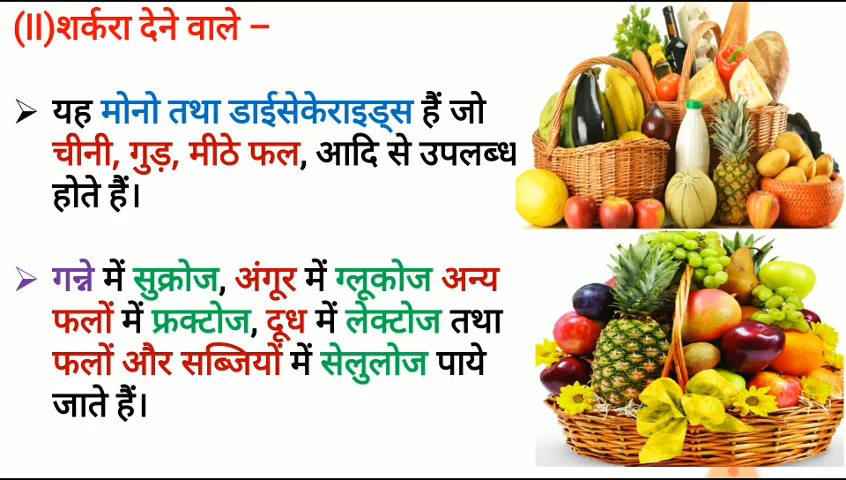 (II)शर्करा देने वाले –
➢ यह मोनो तथा डाईसेकेराइड्स हैं जो
चीनी, गुड़, मीठे फल, आदि से उपलब्ध
होते हैं।
➢ गन्ने में सुक्रोज, अंगूर में ग्लूकोज अन्य
फलों में फ्रक्टोज, दूध में लेक्टोज तथा
फलों और सब्जियों में सेलुलोज पाये
जाते हैं।